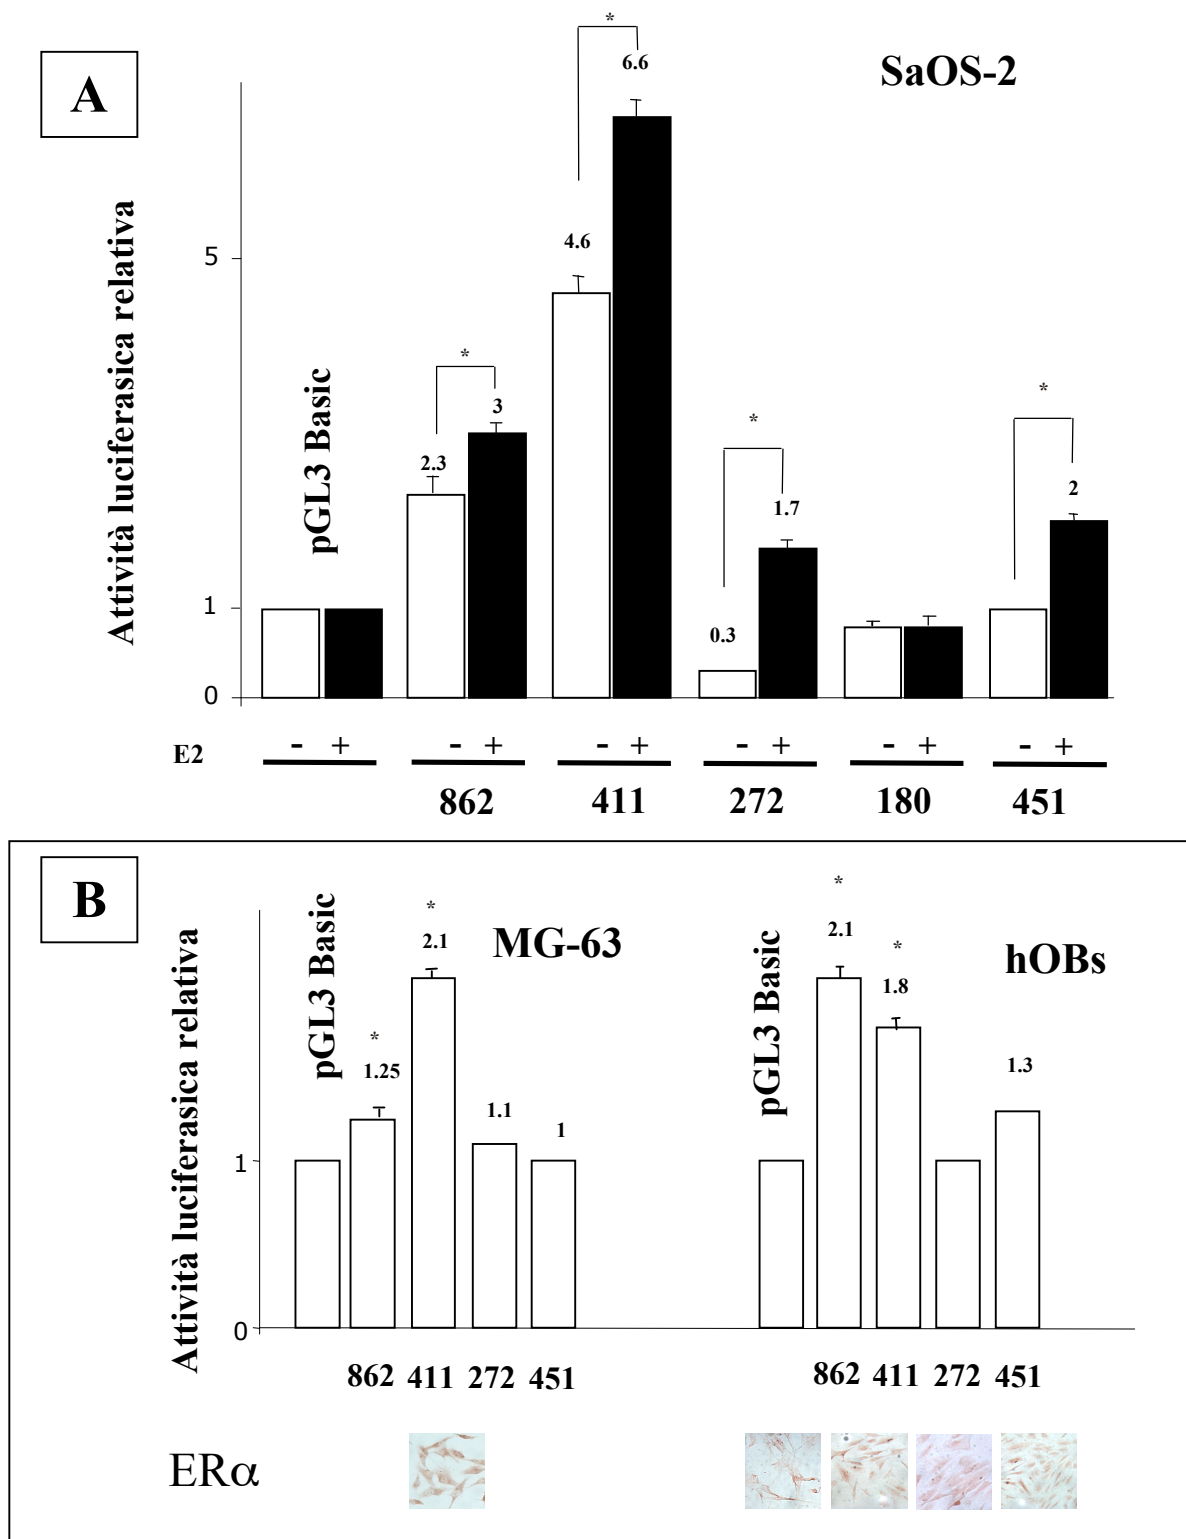 A
SaOS-2
Attività luciferasica relativa
5
1
0
pGL3 Basic
*
2.3
3
*
4.6
6.6
*
0.3
1.7
*
2
E2
- + - + - + - + - + - +
862 411 272 180 451
B
MG-63
hOBs
Attività luciferasica relativa
1
0
pGL3 Basic
*
1.25
*
2.1
1.1
1
pGL3 Basic
*
2.1
*
1.8
1.3
862 411 272 451
862 411 272 451
ERα